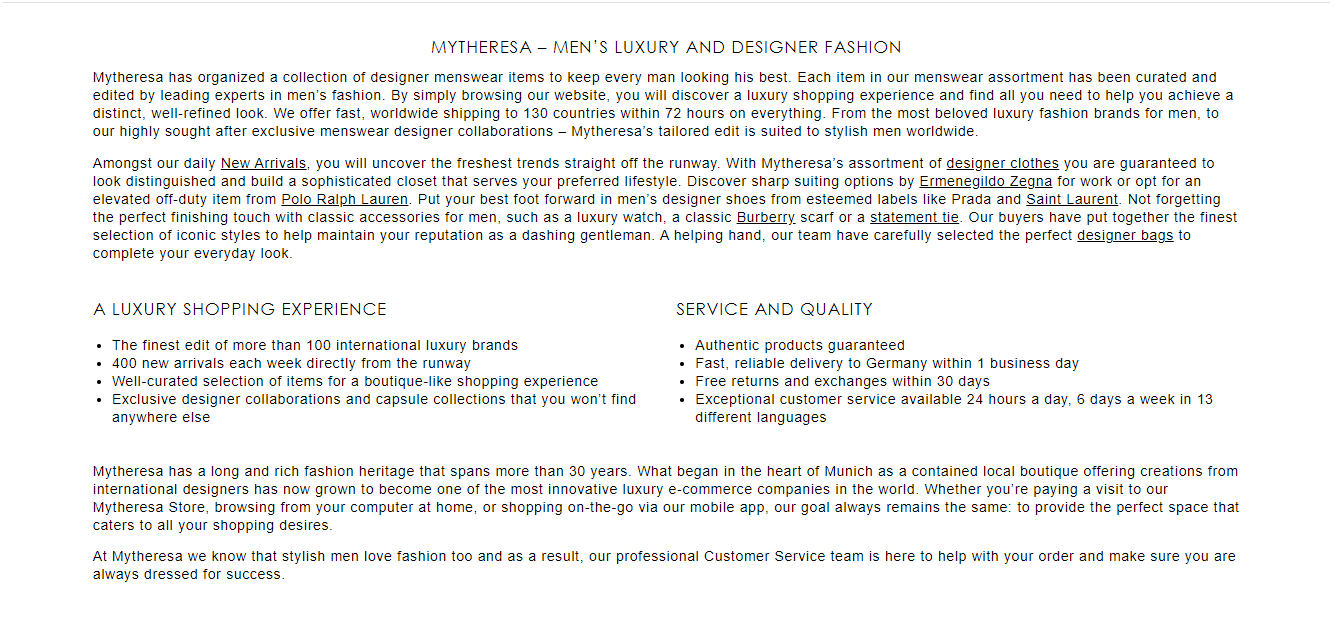 MYTHERESA – MEN’S LUXURY AND DESIGNER FASHION
Mytheresa has organized a collection of designer menswear items to keep every man looking his best. Each item in our menswear assortment has been curated and
edited by leading experts in men’s fashion. By simply browsing our website, you will discover a luxury shopping experience and find all you need to help you achieve a
distinct, well-refined look. We offer fast, worldwide shipping to 130 countries within 72 hours on everything. From the most beloved luxury fashion brands for men, to
our highly sought after exclusive menswear designer collaborations – Mytheresa’s tailored edit is suited to stylish men worldwide.
Amongst our daily New Arrivals, you will uncover the freshest trends straight off the runway. With Mytheresa’s assortment of designer clothes you are guaranteed to
look distinguished and build a sophisticated closet that serves your preferred lifestyle. Discover sharp suiting options by Ermenegildo Zegna for work or opt for an
elevated off-duty item from Polo Ralph Lauren. Put your best foot forward in men’s designer shoes from esteemed labels like Prada and Saint Laurent. Not forgetting
the perfect finishing touch with classic accessories for men, such as a luxury watch, a classic Burberry scarf or a statement tie. Our buyers have put together the finest
selection of iconic styles to help maintain your reputation as a dashing gentleman. A helping hand, our team have carefully selected the perfect designer bags to
complete your everyday look.
A LUXURY SHOPPING EXPERIENCE
• The finest edit of more than 100 international luxury brands
• 400 new arrivals each week directly from the runway
• Well-curated selection of items for a boutique-like shopping experience
• Exclusive designer collaborations and capsule collections that you won’t find
anywhere else
SERVICE AND QUALITY
• Authentic products guaranteed
• Fast, reliable delivery to Germany within 1 business day
• Free returns and exchanges within 30 days
• Exceptional customer service available 24 hours a day, 6 days a week in 13
different languages
Mytheresa has a long and rich fashion heritage that spans more than 30 years. What began in the heart of Munich as a contained local boutique offering creations from
international designers has now grown to become one of the most innovative luxury e-commerce companies in the world. Whether you’re paying a visit to our
Mytheresa Store, browsing from your computer at home, or shopping on-the-go via our mobile app, our goal always remains the same: to provide the perfect space that
caters to all your shopping desires.
At Mytheresa we know that stylish men love fashion too and as a result, our professional Customer Service team is here to help with your order and make sure you are
always dressed for success.